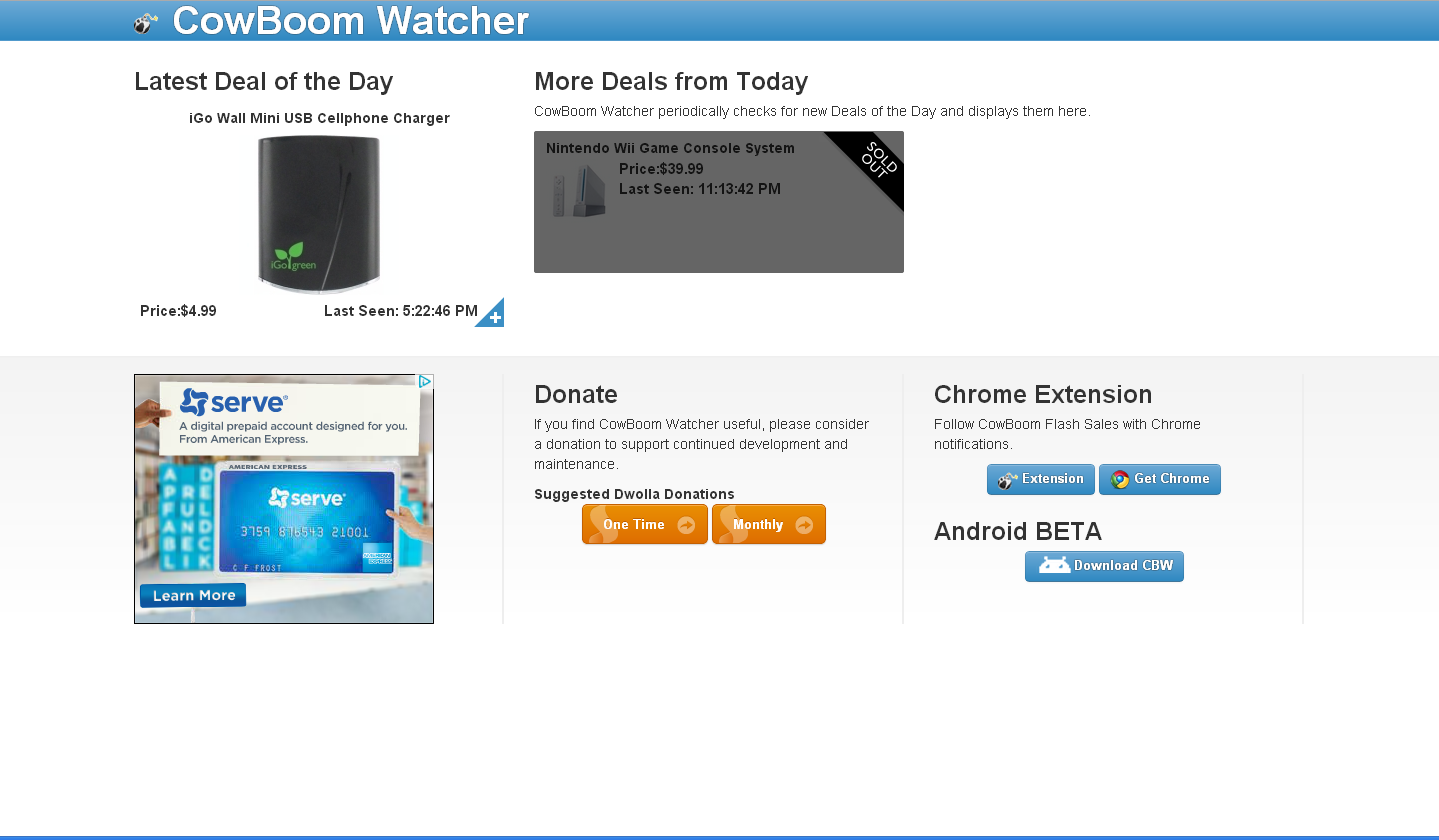 CowBoom Watcher
Latest Deal of the Day
iGo Wall Mini USB Cellphone Charger
iGo green
Price:$4.99
Last Seen: 5:22:46 PM
More Deals from Today
CowBoom Watcher periodically checks for new Deals of the Day and displays them here.
Nintendo Wii Game Console System
Price:$39.99
Last Seen: 11:13:42 PM
SOLD
OUT
serve®
A digital prepaid account designed for you.
From American Express.
AMERICAN EXPRESS
serve
3759 876543 21001
C F FROST
AMERICAN
EXPRESS
Learn More
Donate
If you find CowBoom Watcher useful, please consider
a donation to support continued development and
maintenance.
Suggested Dwolla Donations
One Time
Monthly
Chrome Extension
Follow CowBoom Flash Sales with Chrome
notifications.
Extension
Get Chrome
Android BETA
Download CBW